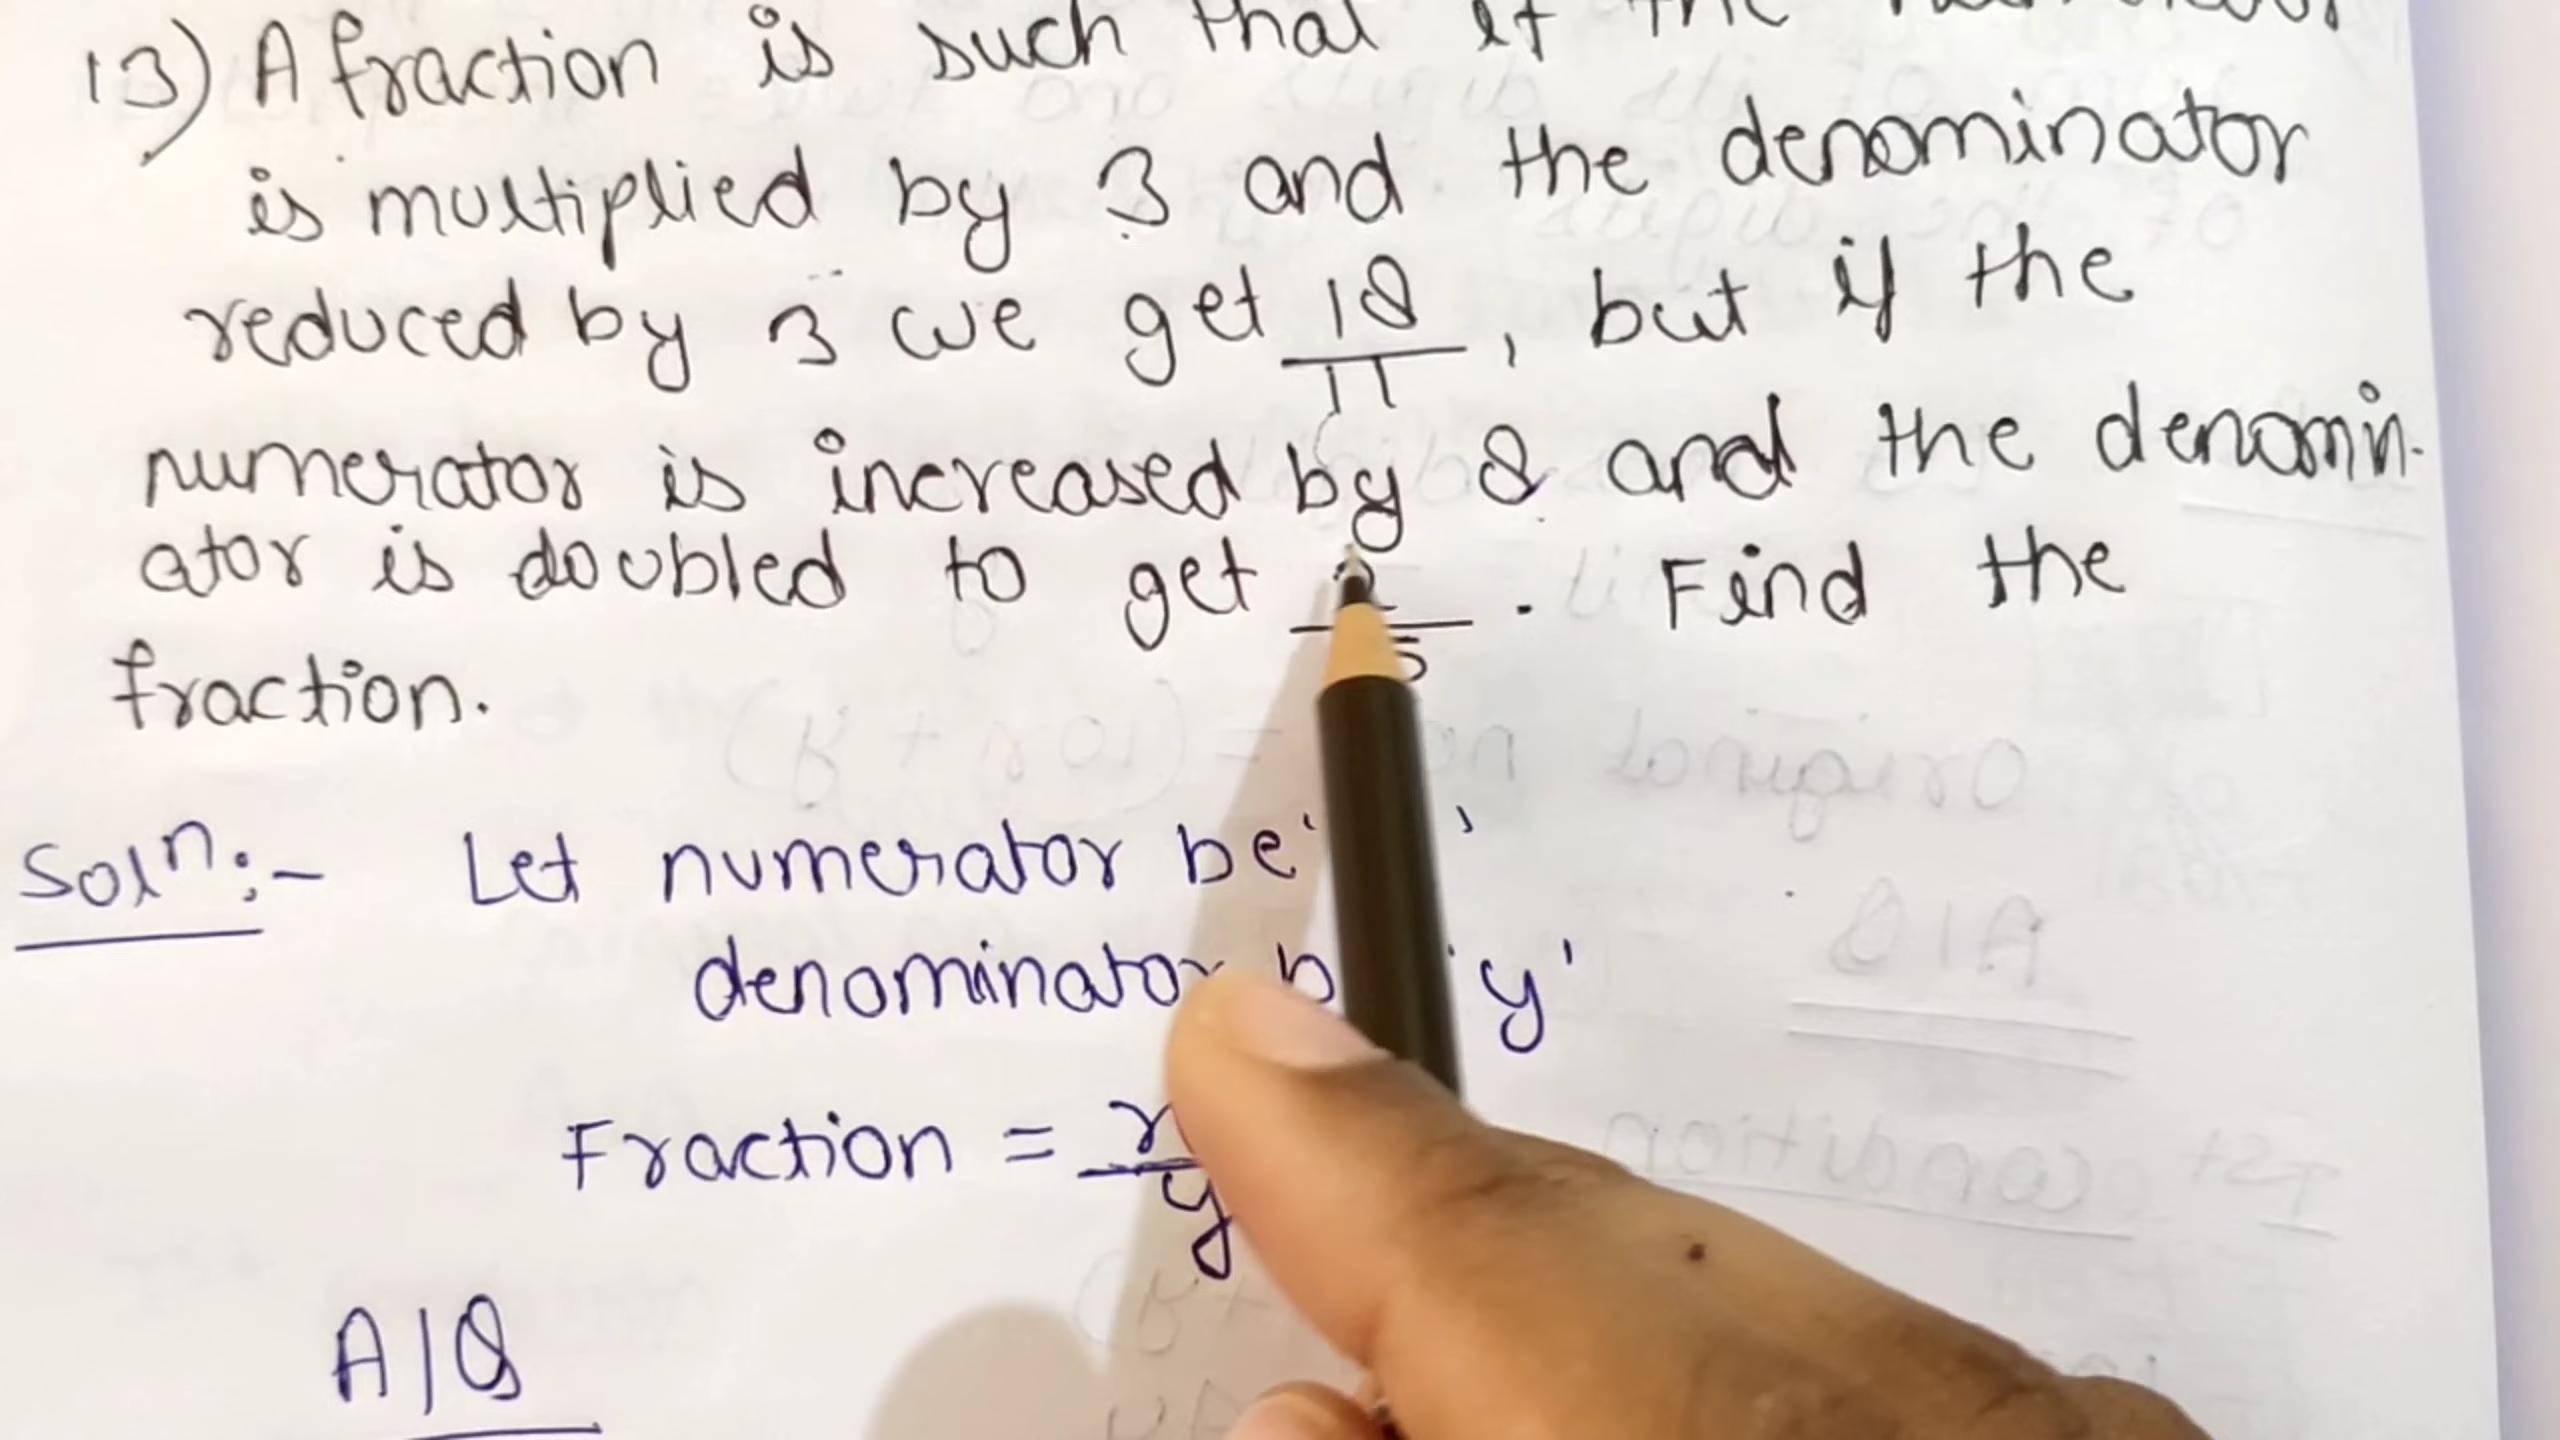 13) A fraction is such that if the
is multiplied by 3 and the denominator
reduced by 3 we get 18/11, but if the
numerator is increased by 8 and the denomin-
ator is doubled to get 2/5. Find the
fraction.
Soln:- Let numerator be ' '
denominator b 'y'
Fraction = x/y
A/Q